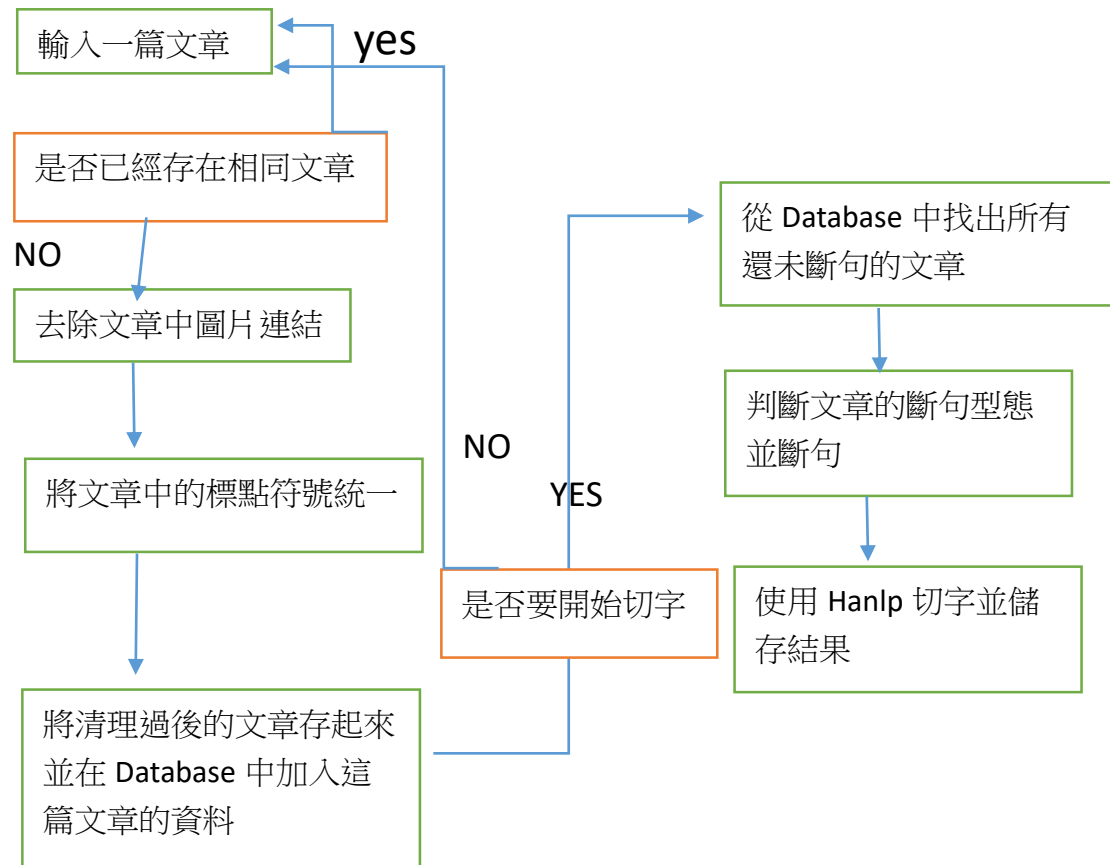 輸入一篇文章
yes
是否已經存在相同文章
NO
去除文章中圖片連結
將文章中的標點符號統一
將清理過後的文章存起來
並在 Database 中加入這
篇文章的資料
是否要開始切字
NO
YES
從 Database 中找出所有
還未斷句的文章
判斷文章的斷句型態
並斷句
使用 Hanlp 切字並儲
存結果